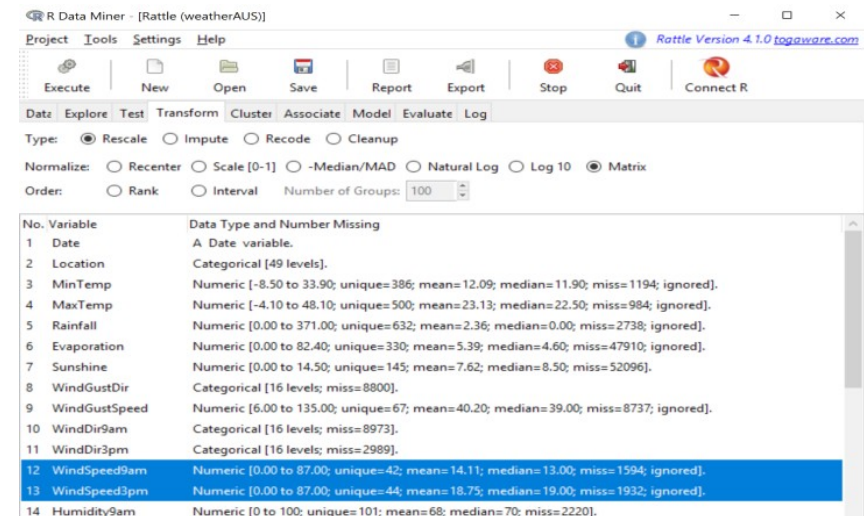 R Data Miner - [Rattle (weatherAUS)]
Project Tools Settings Help Rattle Version 4.1.0 togaware.com
Execute New Open Save Report Export Stop Quit Connect R
Data Explore Test Transform Cluster Associate Model Evaluate Log
Type: Rescale Impute Recode Cleanup
Normalize: Recenter Scale [0-1] -Median/MAD Natural Log Log 10 Matrix
Order: Rank Interval Number of Groups: 100
No. Variable Data Type and Number Missing
1 Date A Date variable.
2 Location Categorical [49 levels].
3 MinTemp Numeric [-8.50 to 33.90; unique=386; mean=12.09; median=11.90; miss=1194; ignored].
4 MaxTemp Numeric [-4.10 to 48.10; unique=500; mean=23.13; median=22.50; miss=984; ignored].
5 Rainfall Numeric [0.00 to 371.00; unique=632; mean=2.36; median=0.00; miss=2738; ignored].
6 Evaporation Numeric [0.00 to 82.40; unique=330; mean=5.39; median=4.60; miss=47910; ignored].
7 Sunshine Numeric [0.00 to 14.50; unique=145; mean=7.62; median=8.50; miss=52096].
8 WindGustDir Categorical [16 levels; miss=8800].
9 WindGustSpeed Numeric [6.00 to 135.00; unique=67; mean=40.20; median=39.00; miss=8737; ignored].
10 WindDir9am Categorical [16 levels; miss=8973].
11 WindDir3pm Categorical [16 levels; miss=2989].
12 WindSpeed9am Numeric [0.00 to 87.00; unique=42; mean=14.11; median=13.00; miss=1594; ignored].
13 WindSpeed3pm Numeric [0.00 to 87.00; unique=44; mean=18.75; median=19.00; miss=1932; ignored].
14 Humidity9am Numeric [0 to 100; unique=101; mean=68; median=70; miss=2220].